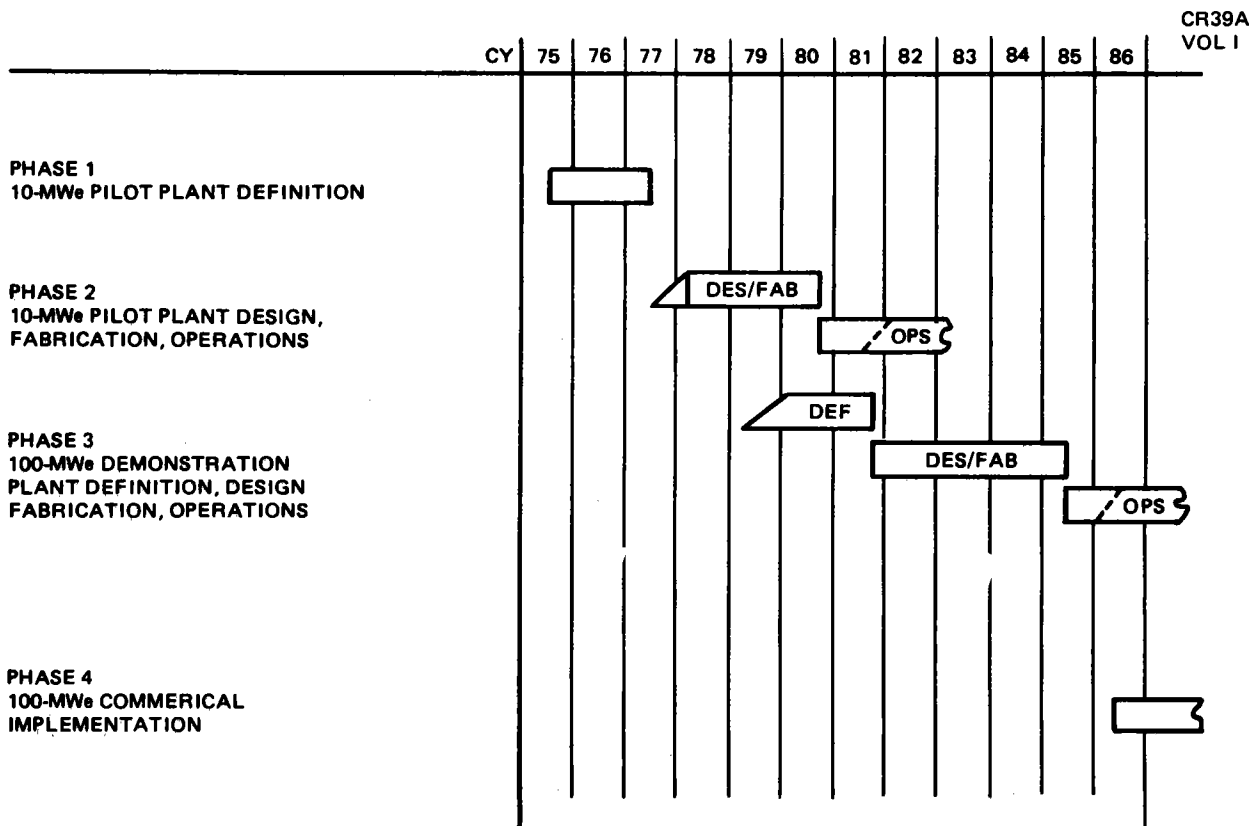 CR39A
VOL I
CY 75 76 77 78 79 80 81 82 83 84 85 86
PHASE 1
10-MWe PILOT PLANT DEFINITION
PHASE 2
10-MWe PILOT PLANT DESIGN,
FABRICATION, OPERATIONS
DES/FAB
OPS
DEF
PHASE 3
100-MWe DEMONSTRATION
PLANT DEFINITION, DESIGN
FABRICATION, OPERATIONS
DES/FAB
OPS
PHASE 4
100-MWe COMMERICAL
IMPLEMENTATION